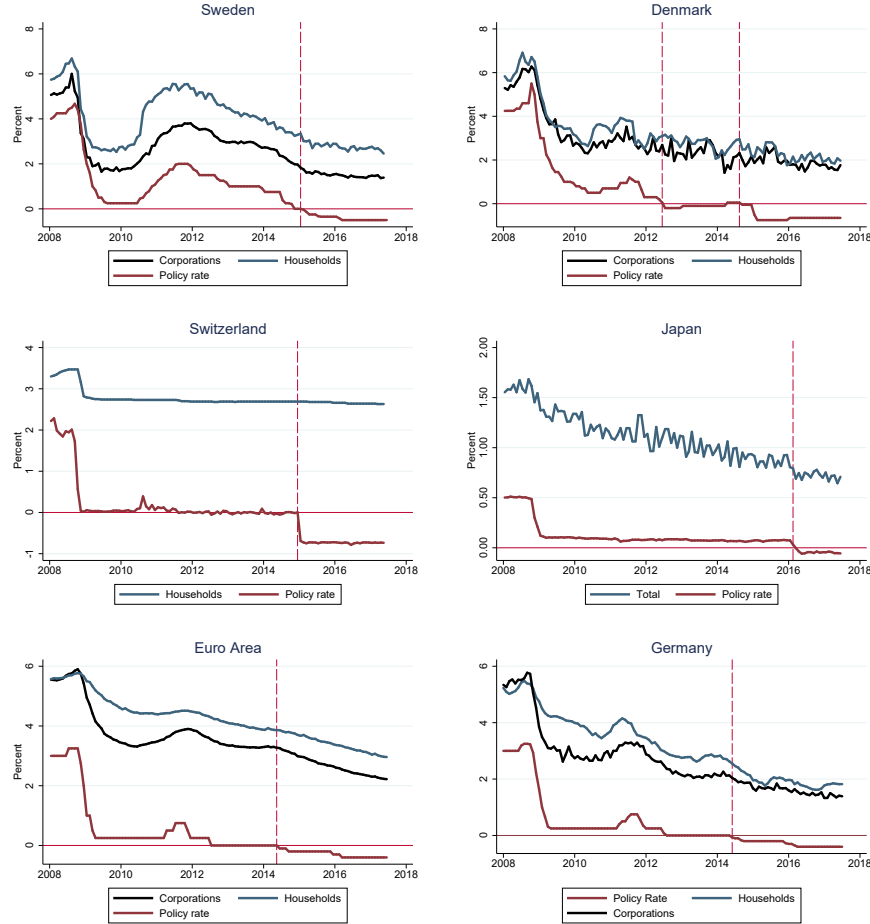 Sweden
8
6
4
2
0
Percent
2008 2010 2012 2014 2016 2018
Corporations Households
Policy rate
Denmark
8
6
4
2
0
Percent
2008 2010 2012 2014 2016 2018
Corporations Households
Policy rate
Switzerland
4
3
2
1
0
-1
Percent
2008 2010 2012 2014 2016 2018
Households Policy rate
Japan
2.00
1.50
1.00
0.50
0.00
Percent
2008 2010 2012 2014 2016 2018
Total Policy rate
Euro Area
6
4
2
0
Percent
2008 2010 2012 2014 2016 2018
Corporations Households
Policy rate
Germany
6
4
2
0
Percent
2008 2010 2012 2014 2016 2018
Policy Rate Households
Corporations